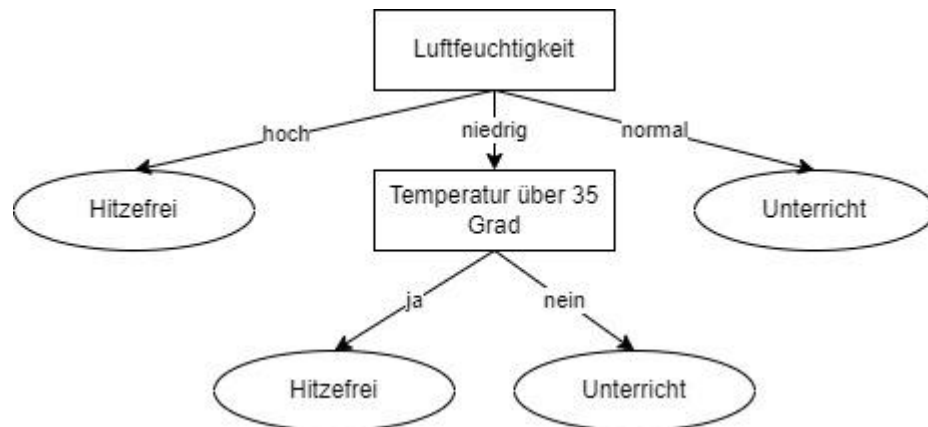 Luftfeuchtigkeit
hoch
niedrig
normal
Hitzefrei
Temperatur über 35
Grad
Unterricht
ja
nein
Hitzefrei
Unterricht